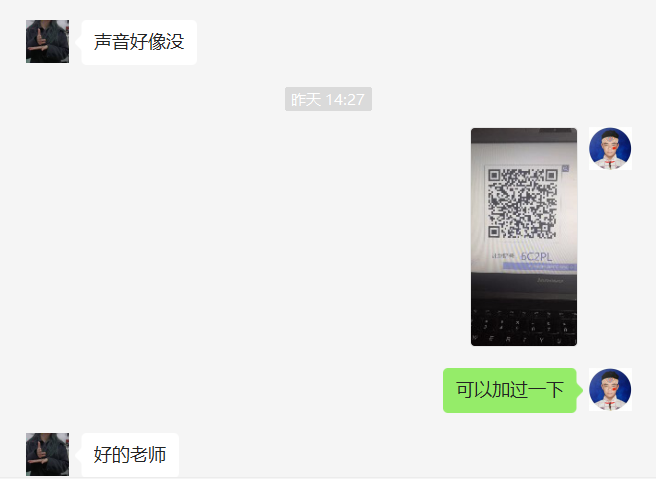 声音好像没
昨天 14:27
6C2PL
E R T Y U
可以加过一下
好的老师